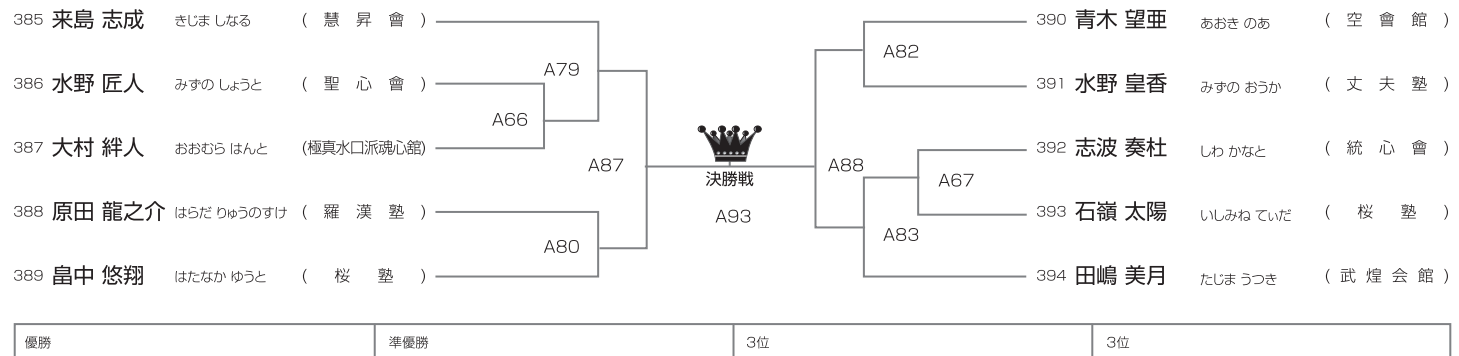 385 来島 志成 きじま しなる ( 慧 昇 會 )
A79
386 水野 匠人 みずの しょうと ( 聖 心 會 )
A66
387 大村 絆人 おおむら はんと (極真水口派魂心舘)
A87
388 原田 龍之介 はらだ りゅうのすけ ( 羅 漢 塾 )
A80
389 畠中 悠翔 はたなか ゆうと ( 桜 塾 )
決勝戦
A93
390 青木 望亜 あおき のあ ( 空 會 館 )
A82
391 水野 皇香 みずの おうか ( 丈 夫 塾 )
A88
392 志波 奏杜 しわ かなと ( 統 心 會 )
A67
393 石嶺 太陽 いしみね てぃだ ( 桜 塾 )
A83
394 田嶋 美月 たじま うつき ( 武 煌 会 館 )
優勝 準優勝 3位 3位